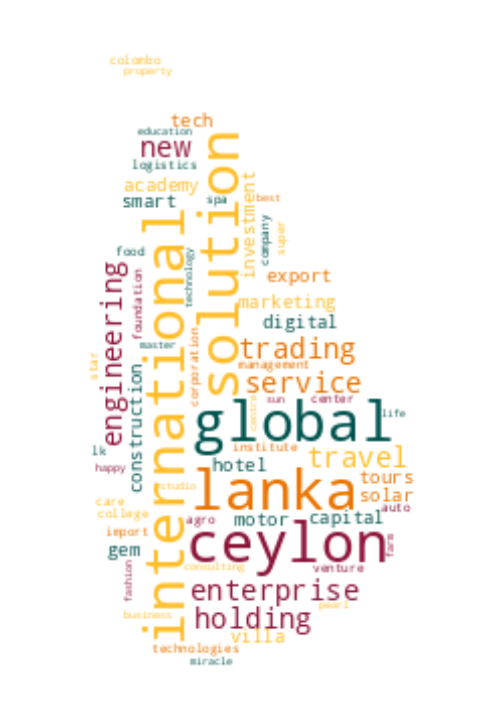 colombo
property
tech
education
new
solution
logistics
academy
investment
smart
spa
best
international
company
super
food
technology
engineering
foundation
export
marketing
digital
master
corporation
trading
star
construction
management
service
sun
center
centre
global
life
lk
institute
travel
happy
hotel
lanka
tours
studio
solar
care
college
agro
motor
capital
auto
import
gem
ceylon
farm
fashion
consulting
venture
enterprise
pearl
business
holding
villa
technologies
miracle